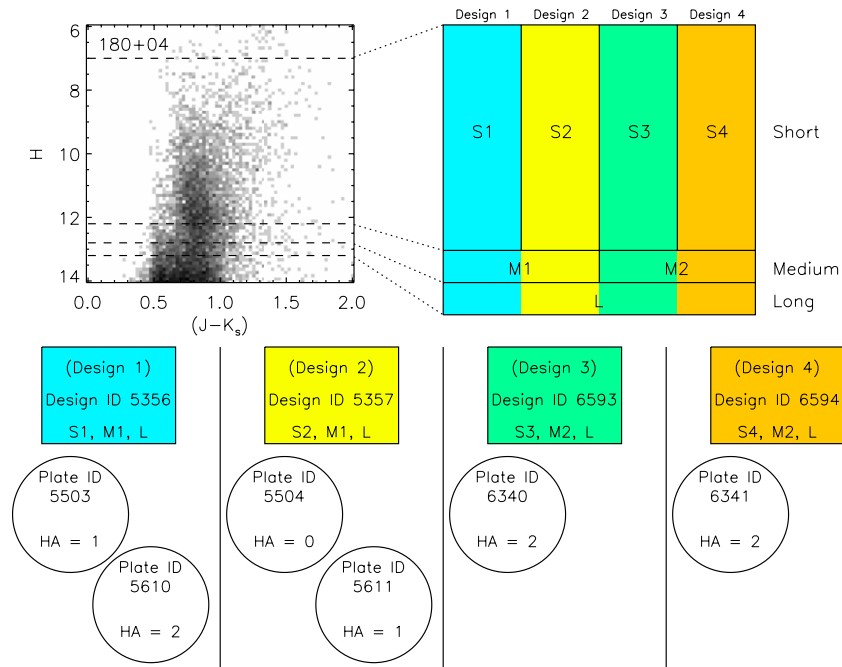 Design 1 Design 2 Design 3 Design 4
180+04
6
8
10
12
14
H
0.0 0.5 1.0 1.5 2.0
(J−Ks)
S1 S2 S3 S4 Short
M1 M2 Medium
L Long
(Design 1)
Design ID 5356
S1, M1, L
(Design 2)
Design ID 5357
S2, M1, L
(Design 3)
Design ID 6593
S3, M2, L
(Design 4)
Design ID 6594
S4, M2, L
Plate ID
5503
HA = 1
Plate ID
5610
HA = 2
Plate ID
5504
HA = 0
Plate ID
5611
HA = 1
Plate ID
6340
HA = 2
Plate ID
6341
HA = 2